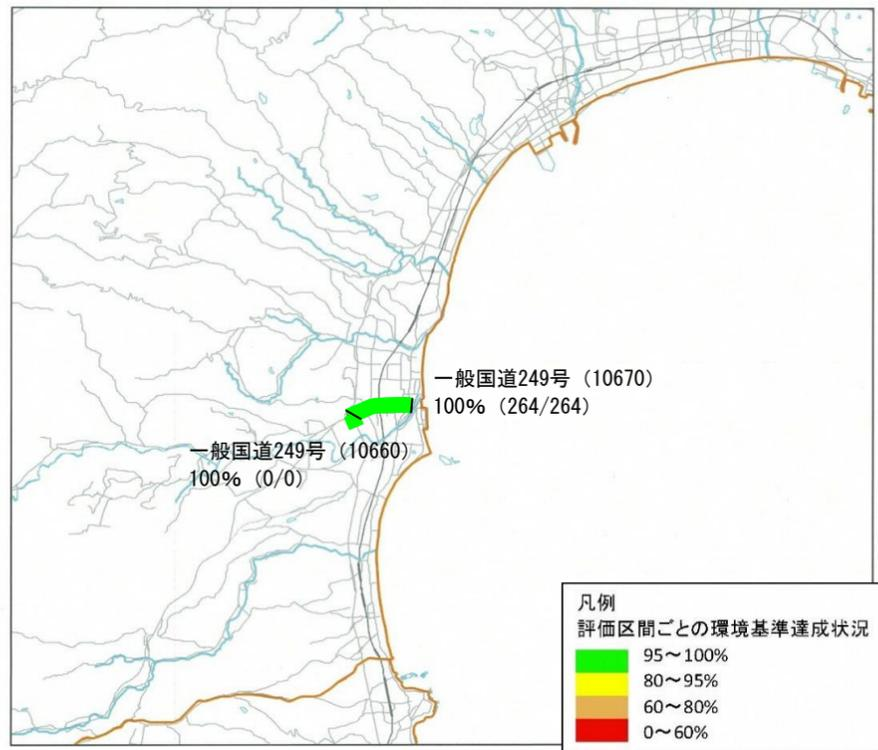 一般国道249号（10670）
100%（264/264）
一般国道249号（10660）
100%（0/0）
凡例
評価区間ごとの環境基準達成状況
95～100%
80～95%
60～80%
0～60%